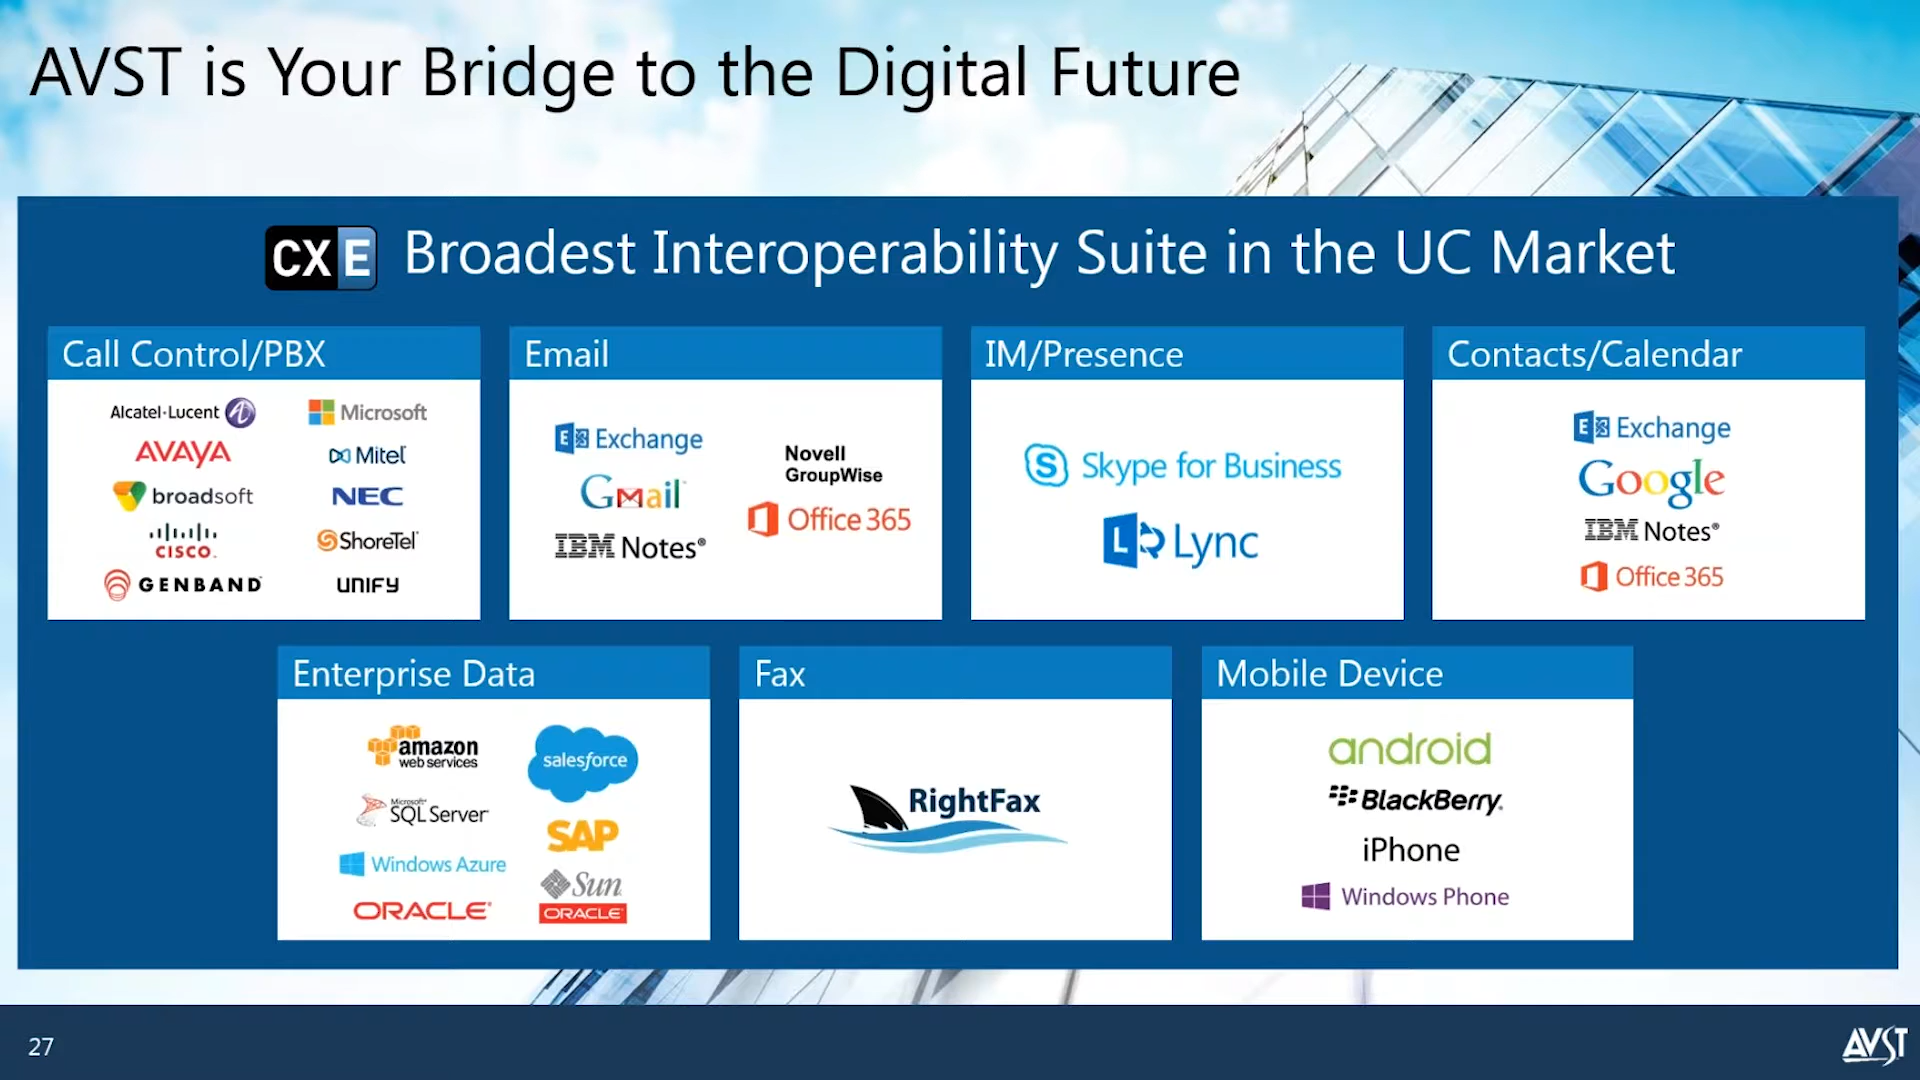 AVST is Your Bridge to the Digital Future
CXE Broadest Interoperability Suite in the UC Market
Call Control/PBX
Alcatel·Lucent
Microsoft
AVAYA
Mitel
broadsoft
NEC
CISCO
ShoreTel
GENBAND
UNIFY
Email
Exchange
Gmail
IBM Notes®
Novell
GroupWise
Office 365
IM/Presence
Skype for Business
Lync
Contacts/Calendar
Exchange
Google
IBM Notes®
Office 365
Enterprise Data
amazon
web services
salesforce
Microsoft®
SQL Server
SAP
Windows Azure
Sun
ORACLE®
ORACLE®
Fax
RightFax
Mobile Device
android
BlackBerry.
iPhone
Windows Phone
27
AVST